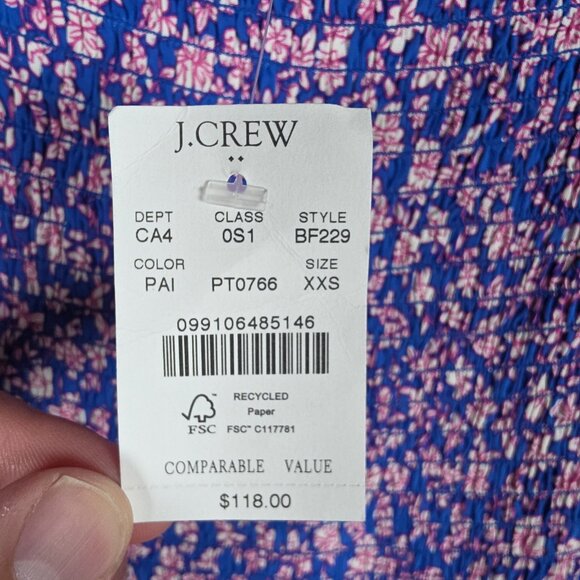 J.CREW
DEPT CLASS STYLE
CA4 0S1 BF229
COLOR SIZE
PAI PT0766 XXS
099106485146
RECYCLED
Paper
FSC FSC™ C117781
COMPARABLE VALUE
$118.00